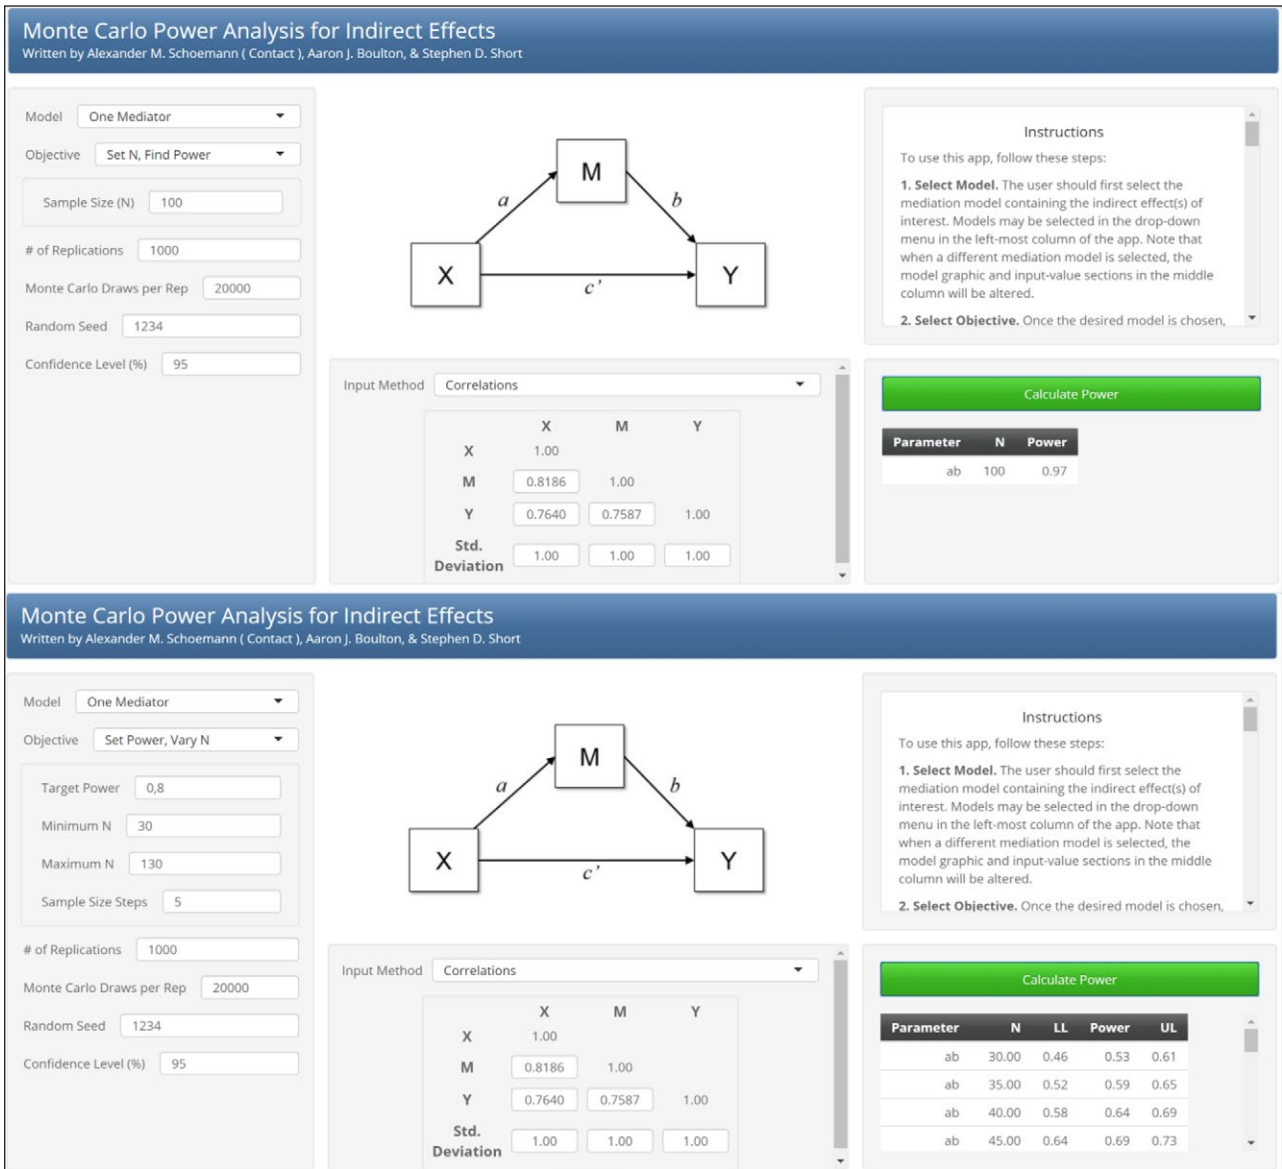 Monte Carlo Power Analysis for Indirect Effects
Written by Alexander M. Schoemann ( Contact ), Aaron J. Boulton, & Stephen D. Short
Model One Mediator
Objective Set N, Find Power
Sample Size (N) 100
# of Replications 1000
Monte Carlo Draws per Rep 20000
Random Seed 1234
Confidence Level (%) 95
M
a
b
X
Y
c'
Input Method Correlations
X M Y
X 1.00
M 0.8186 1.00
Y 0.7640 0.7587 1.00
Std.
Deviation 1.00 1.00 1.00
Instructions
To use this app, follow these steps:
1. Select Model. The user should first select the
mediation model containing the indirect effect(s) of
interest. Models may be selected in the drop-down
menu in the left-most column of the app. Note that
when a different mediation model is selected, the
model graphic and input-value sections in the middle
column will be altered.
2. Select Objective. Once the desired model is chosen,
Calculate Power
Parameter N Power
ab 100 0.97
Monte Carlo Power Analysis for Indirect Effects
Written by Alexander M. Schoemann ( Contact ), Aaron J. Boulton, & Stephen D. Short
Model One Mediator
Objective Set Power, Vary N
Target Power 0,8
Minimum N 30
Maximum N 130
Sample Size Steps 5
# of Replications 1000
Monte Carlo Draws per Rep 20000
Random Seed 1234
Confidence Level (%) 95
M
a
b
X
Y
c'
Input Method Correlations
X M Y
X 1.00
M 0.8186 1.00
Y 0.7640 0.7587 1.00
Std.
Deviation 1.00 1.00 1.00
Instructions
To use this app, follow these steps:
1. Select Model. The user should first select the
mediation model containing the indirect effect(s) of
interest. Models may be selected in the drop-down
menu in the left-most column of the app. Note that
when a different mediation model is selected, the
model graphic and input-value sections in the middle
column will be altered.
2. Select Objective. Once the desired model is chosen,
Calculate Power
Parameter N LL Power UL
ab 30.00 0.46 0.53 0.61
ab 35.00 0.52 0.59 0.65
ab 40.00 0.58 0.64 0.69
ab 45.00 0.64 0.69 0.73